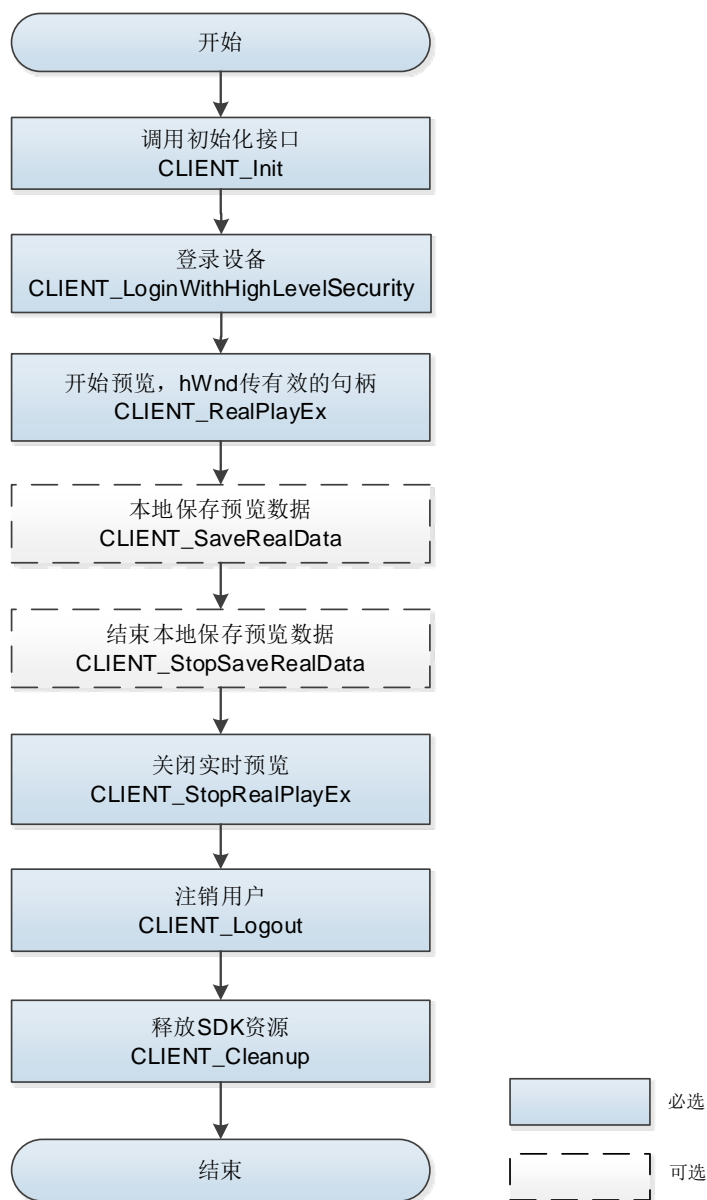 开始
调用初始化接口
CLIENT_Init
登录设备
CLIENT_LoginWithHighLevelSecurity
开始预览，hWnd传有效的句柄
CLIENT_RealPlayEx
本地保存预览数据
CLIENT_SaveRealData
结束本地保存预览数据
CLIENT_StopSaveRealData
关闭实时预览
CLIENT_StopRealPlayEx
注销用户
CLIENT_Logout
释放SDK资源
CLIENT_Cleanup
结束
必选
可选